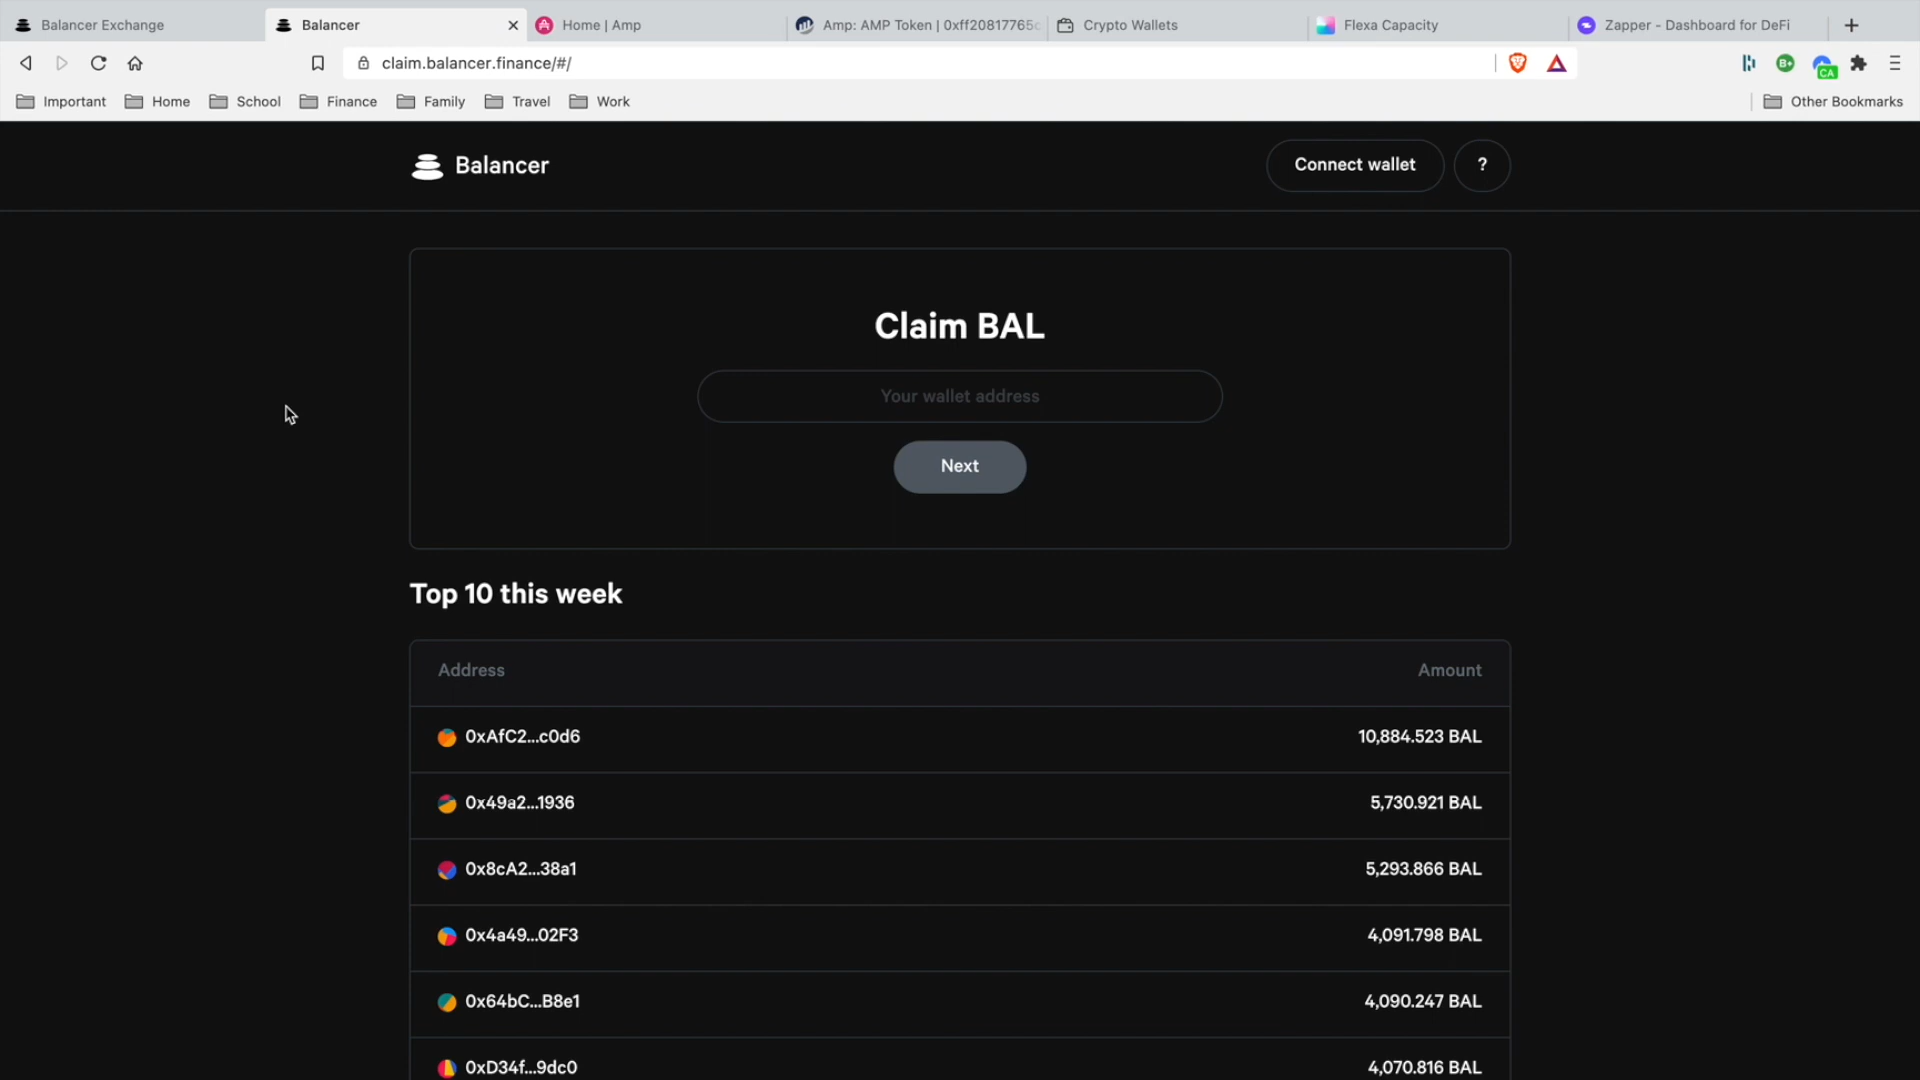 Balancer Exchange
Balancer
Home | Amp
Amp: AMP Token | 0xff20817765c
Crypto Wallets
Flexa Capacity
Zapper - Dashboard for DeFi
claim.balancer.finance/#/
B+
CA
Important
Home
School
Finance
Family
Travel
Work
Other Bookmarks
Balancer
Connect wallet
?
Claim BAL
Your wallet address
Next
Top 10 this week
Address Amount
0xAfC2...c0d6 10,884.523 BAL
0x49a2...1936 5,730.921 BAL
0x8cA2...38a1 5,293.866 BAL
0x4a49...02F3 4,091.798 BAL
0x64bC...B8e1 4,090.247 BAL
0xD34f...9dc0 4,070.816 BAL